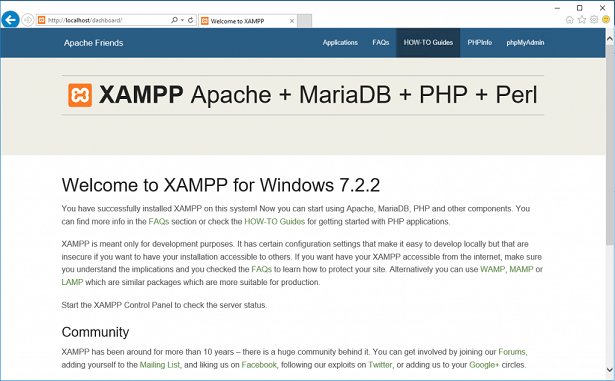 http://localhost/dashboard/
Welcome to XAMPP
Apache Friends
Applications
FAQs
HOW-TO Guides
PHPInfo
phpMyAdmin
XAMPP Apache + MariaDB + PHP + Perl
Welcome to XAMPP for Windows 7.2.2
You have successfully installed XAMPP on this system! Now you can start using Apache, MariaDB, PHP and other components. You
can find more info in the FAQs section or check the HOW-TO Guides for getting started with PHP applications.
XAMPP is meant only for development purposes. It has certain configuration settings that make it easy to develop locally but that are
insecure if you want to have your installation accessible to others. If you want have your XAMPP accessible from the internet, make sure
you understand the implications and you checked the FAQs to learn how to protect your site. Alternatively you can use WAMP, MAMP or
LAMP which are similar packages which are more suitable for production.
Start the XAMPP Control Panel to check the server status.
Community
XAMPP has been around for more than 10 years – there is a huge community behind it. You can get involved by joining our Forums,
adding yourself to the Mailing List, and liking us on Facebook, following our exploits on Twitter, or adding us to your Google+ circles.